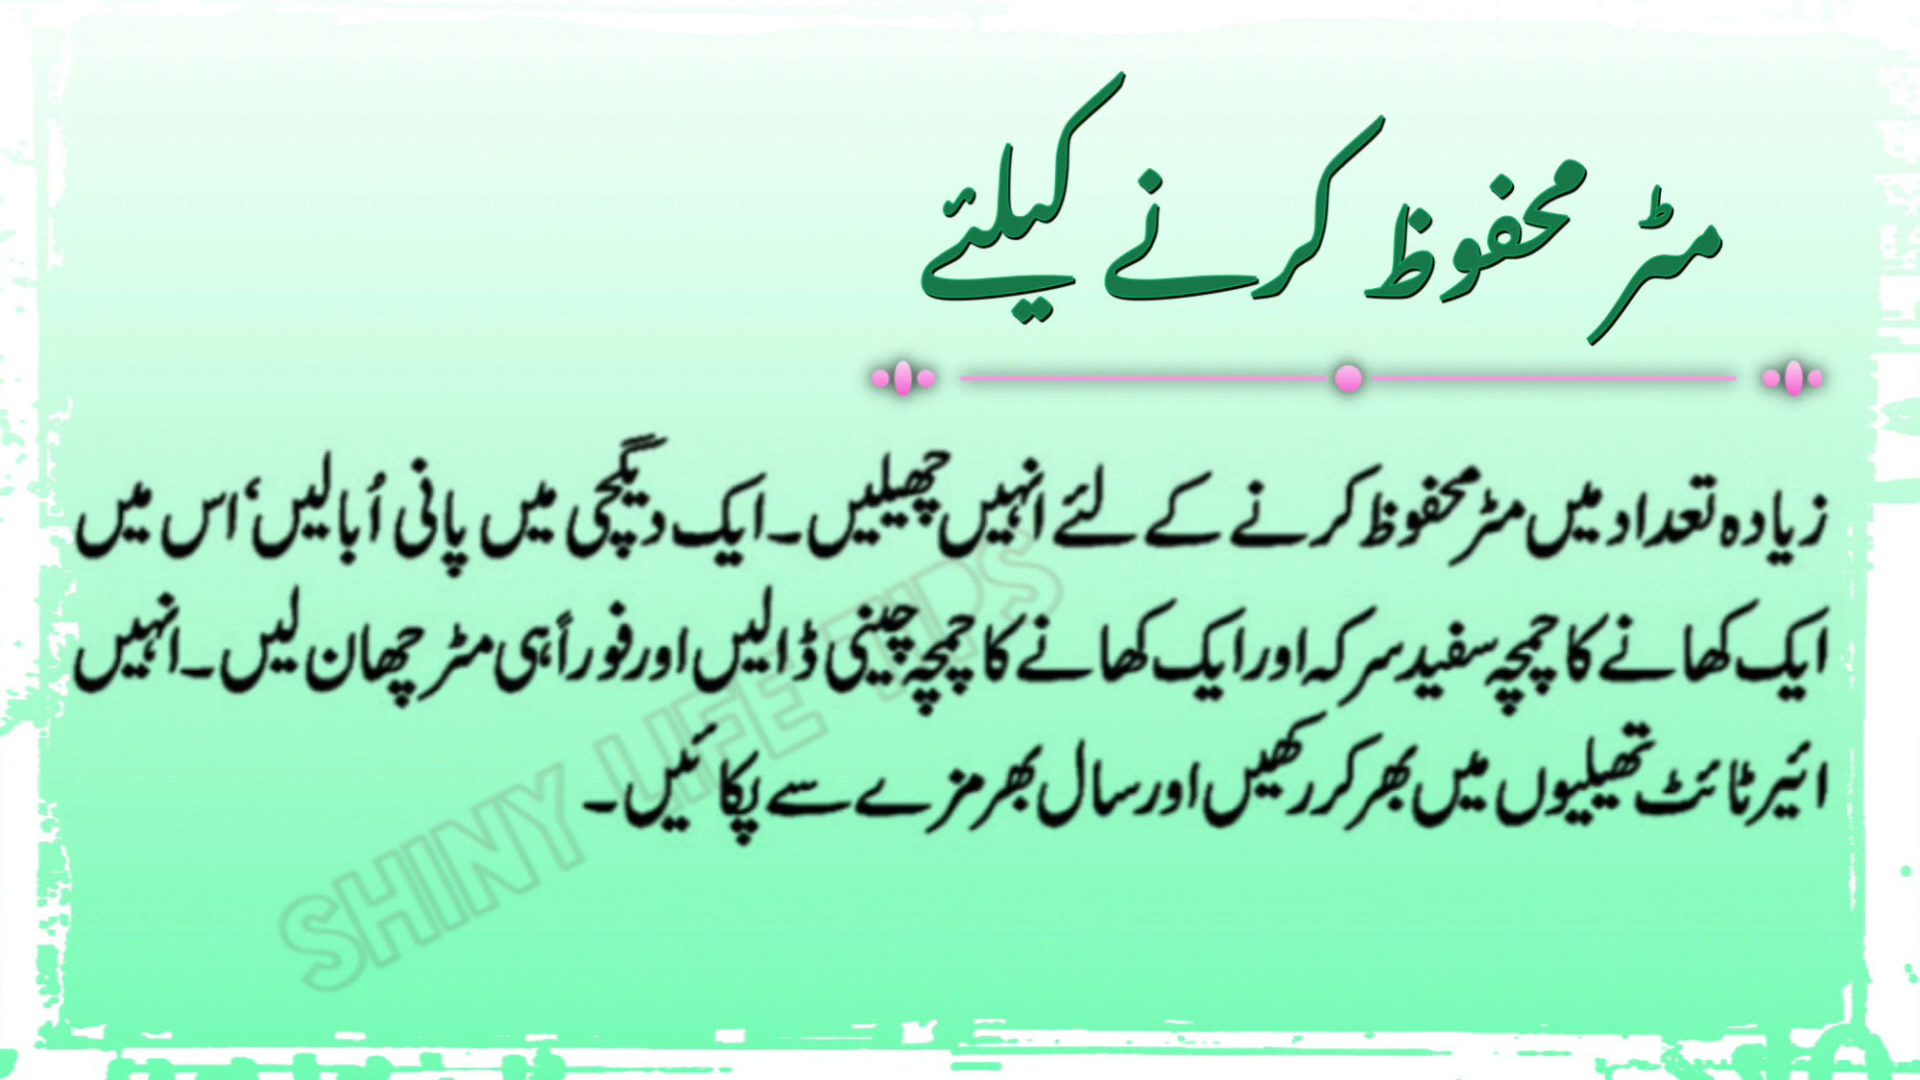 مٹر محفوظ کرنے کیلئے
زیادہ تعداد میں مٹر محفوظ کرنے کے لئے انہیں چھیلیں۔ ایک دیگچی میں پانی اُبالیں‘ اس میں
ایک کھانے کا چمچہ سفید سرکہ اور ایک کھانے کا چمچہ چینی ڈالیں اور فوراً ہی مٹر چھان لیں۔ انہیں
ائیر ٹائٹ تھیلیوں میں بھر کر رکھیں اور سال بھر مزے سے پکائیں۔
SHINY LIFE TIPS